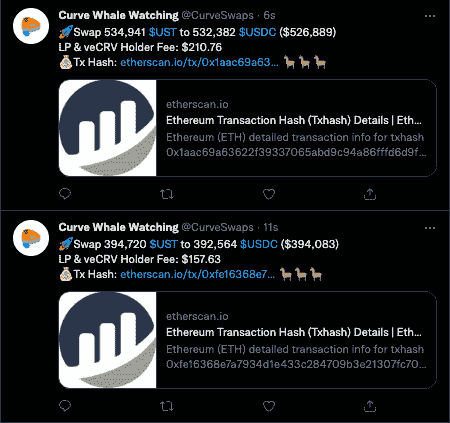 Curve Whale Watching @CurveSwaps · 6s
🚀Swap 534,941 $UST to 532,382 $USDC ($526,889)
LP & veCRV Holder Fee: $210.76
💰Tx Hash: etherscan.io/tx/0x1aac69a63... 🦙🦙🦙
etherscan.io
Ethereum Transaction Hash (Txhash) Details | Eth...
Ethereum (ETH) detailed transaction info for txhash
0x1aac69a63622f39337065abd9c94a86fffd6d9f...
Curve Whale Watching @CurveSwaps · 11s
🚀Swap 394,720 $UST to 392,564 $USDC ($394,083)
LP & veCRV Holder Fee: $157.63
💰Tx Hash: etherscan.io/tx/0xfe16368e7... 🦙🦙🦙
etherscan.io
Ethereum Transaction Hash (Txhash) Details | Eth...
Ethereum (ETH) detailed transaction info for txhash
0xfe16368e7a7934d1e433c284709b3e21307fc70...